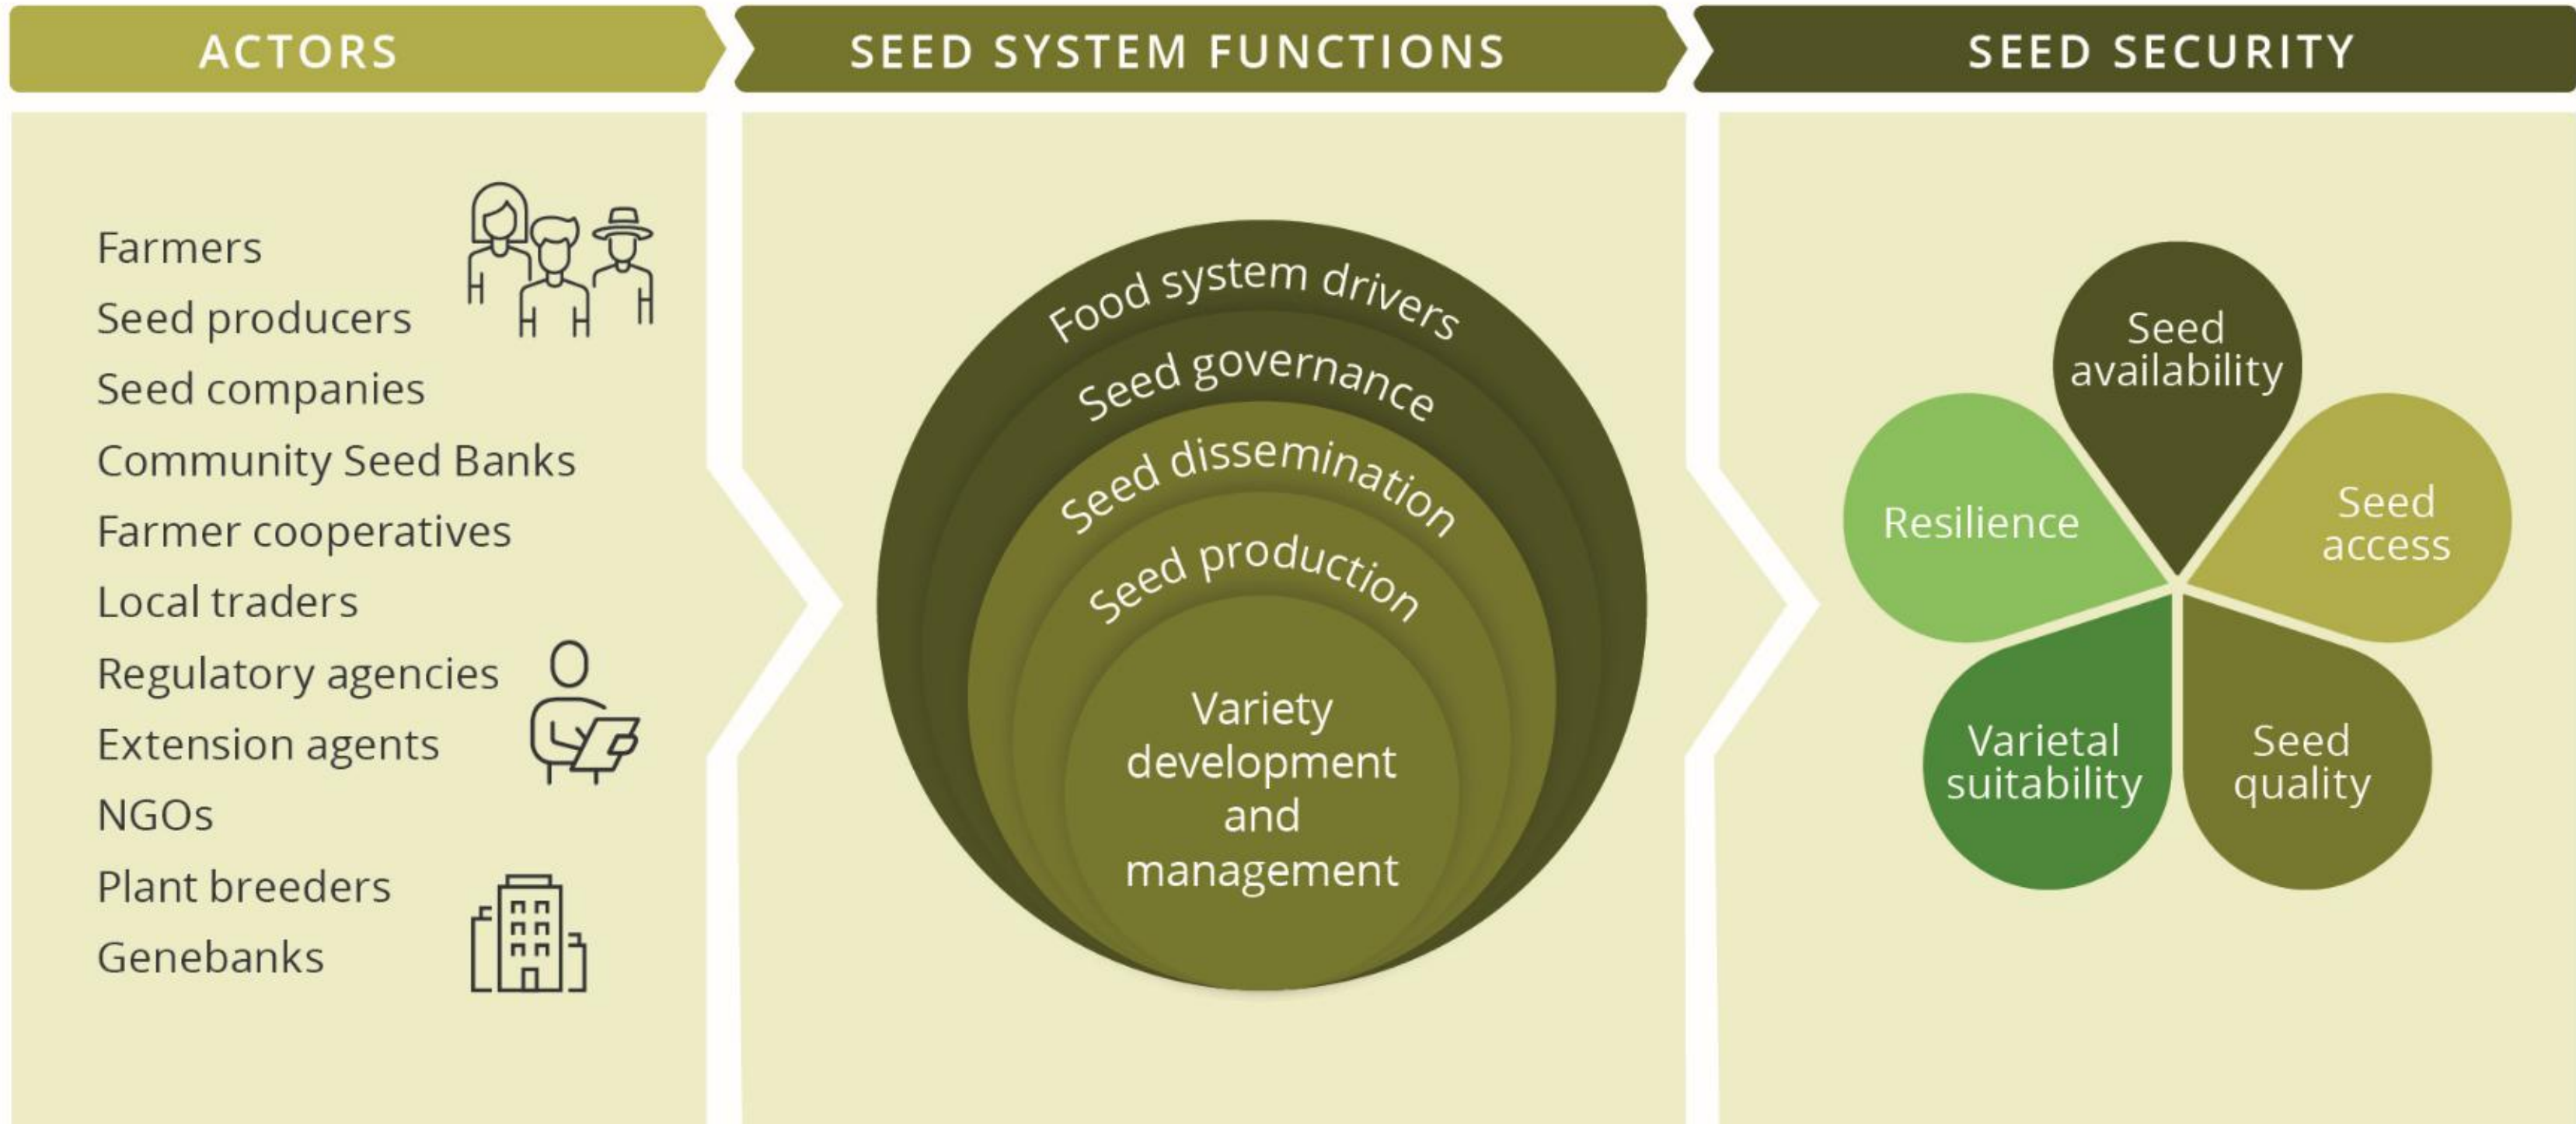 ACTORS
Farmers
Seed producers
Seed companies
Community Seed Banks
Farmer cooperatives
Local traders
Regulatory agencies
Extension agents
NGOs
Plant breeders
Genebanks
SEED SYSTEM FUNCTIONS
Food system drivers
Seed governance
Seed dissemination
Seed production
Variety
development
and
management
SEED SECURITY
Seed
availability
Seed
access
Seed
quality
Varietal
suitability
Resilience